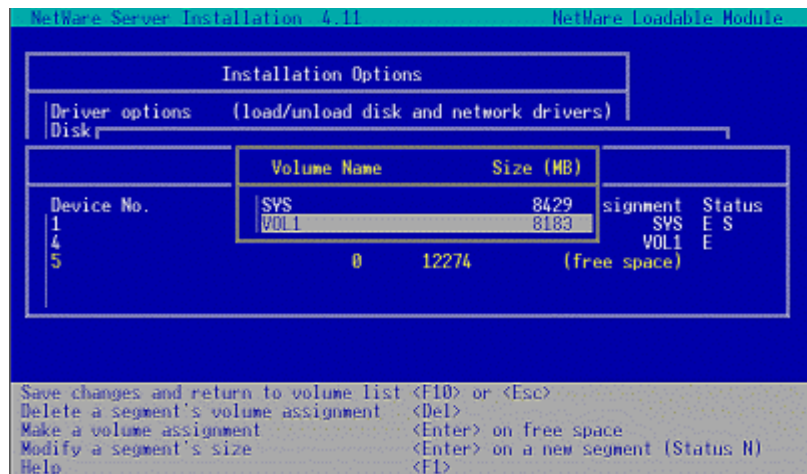 NetWare Server Installation 4.11 NetWare Loadable Module
Installation Options
Driver options (load/unload disk and network drivers)
Disk
Volume Name Size (MB)
Device No. SYS 8429 signment Status
1 VOL1 8183 SYS E S
4 VOL1 E
5 0 12274 (free space)
Save changes and return to volume list <F10> or <Esc>
Delete a segment's volume assignment <Del>
Make a volume assignment <Enter> on free space
Modify a segment's size <Enter> on a new segment (Status N)
Help <F1>